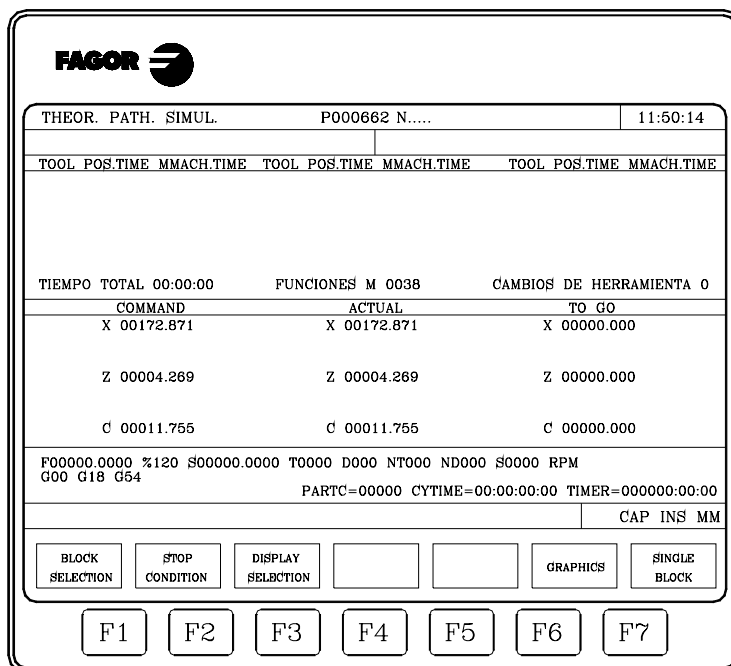 FAGOR
THEOR. PATH. SIMUL. P000662 N..... 11:50:14
TOOL POS.TIME MMACH.TIME TOOL POS.TIME MMACH.TIME TOOL POS.TIME MMACH.TIME
TIEMPO TOTAL 00:00:00 FUNCIONES M 0038 CAMBIOS DE HERRAMIENTA 0
COMMAND ACTUAL TO GO
X 00172.871 X 00172.871 X 00000.000
Z 00004.269 Z 00004.269 Z 00000.000
C 00011.755 C 00011.755 C 00000.000
F00000.0000 %120 S00000.0000 T0000 D000 NT000 ND000 S0000 RPM
G00 G18 G54
PARTC=00000 CYTIME=00:00:00:00 TIMER=000000:00:00
CAP INS MM
BLOCK SELECTION STOP CONDITION DISPLAY SELECTION GRAPHICS SINGLE BLOCK
F1 F2 F3 F4 F5 F6 F7